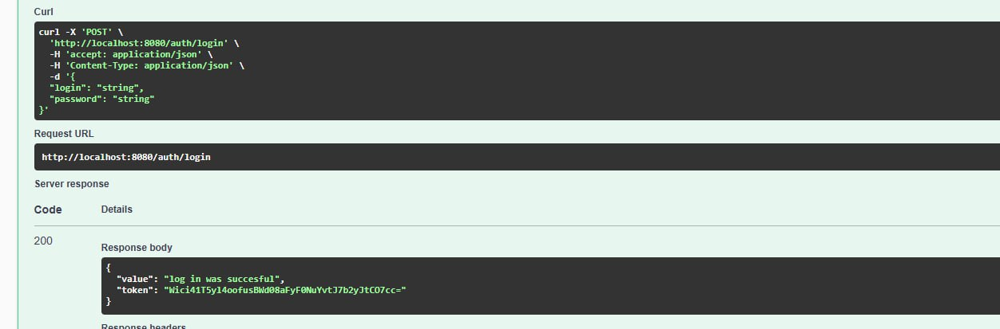 Curl
curl -X 'POST' \
'http://localhost:8080/auth/login' \
-H 'accept: application/json' \
-H 'Content-Type: application/json' \
-d '{
"login": "string",
"password": "string"
}'
Request URL
http://localhost:8080/auth/login
Server response
Code Details
200
Response body
{
"value": "log in was succesful",
"token": "Wici41T5yl4oofusBWd08aFyF0NuYvtJ7b2yJtCO7cc="
}
Response headers